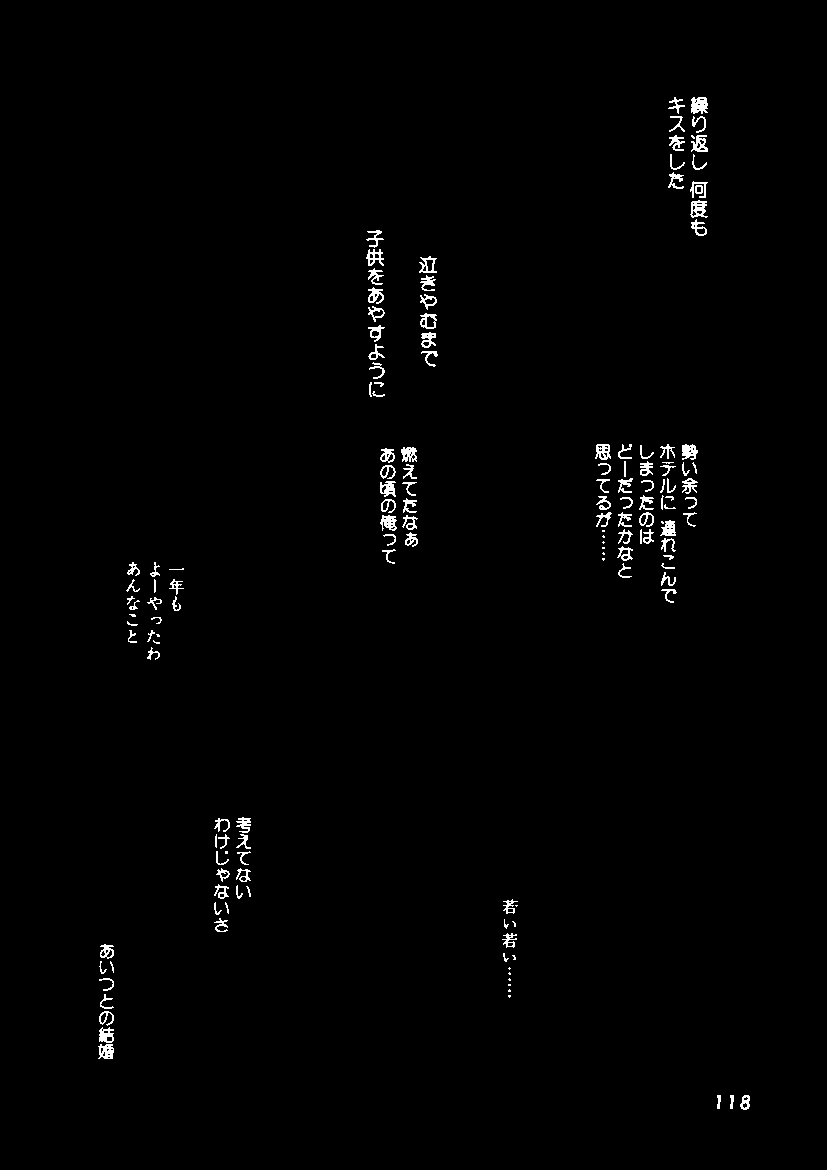 繰り返し 何度も
キスをした
泣きやむまで
子供をあやすように
勢い余って
ホテルに 連れこんで
しまったのは
どーだったかなと
思ってるが……
燃えてたなぁ
あの頃の俺って
一年も
よーやったわ
あんなこと
若い若い……
考えてない
わけじゃないさ
あいつとの結婚
118